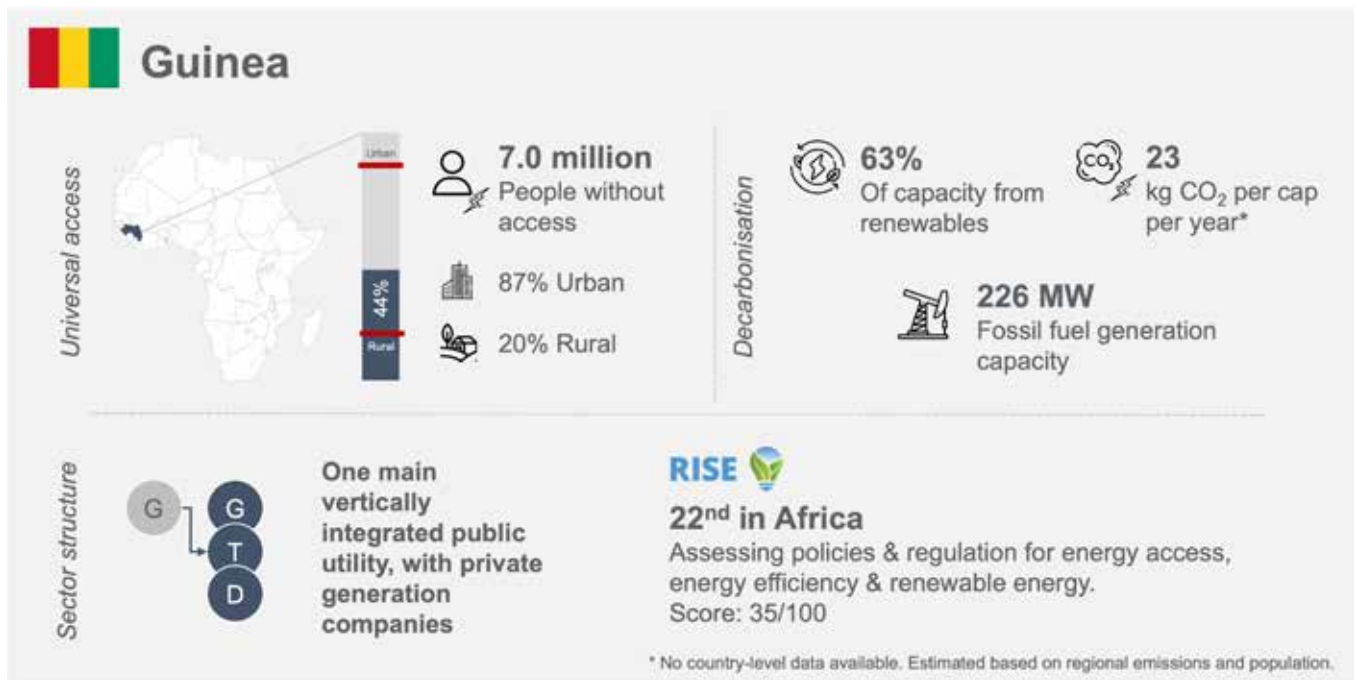 Guinea
Universal access
Urban
44%
Rural
7.0 million
People without
access
87% Urban
20% Rural
Decarbonisation
63%
Of capacity from
renewables
CO₂
23
kg CO₂ per cap
per year*
226 MW
Fossil fuel generation
capacity
Sector structure
G
G
T
D
One main
vertically
integrated public
utility, with private
generation
companies
RISE
22nd in Africa
Assessing policies & regulation for energy access,
energy efficiency & renewable energy.
Score: 35/100
* No country-level data available. Estimated based on regional emissions and population.